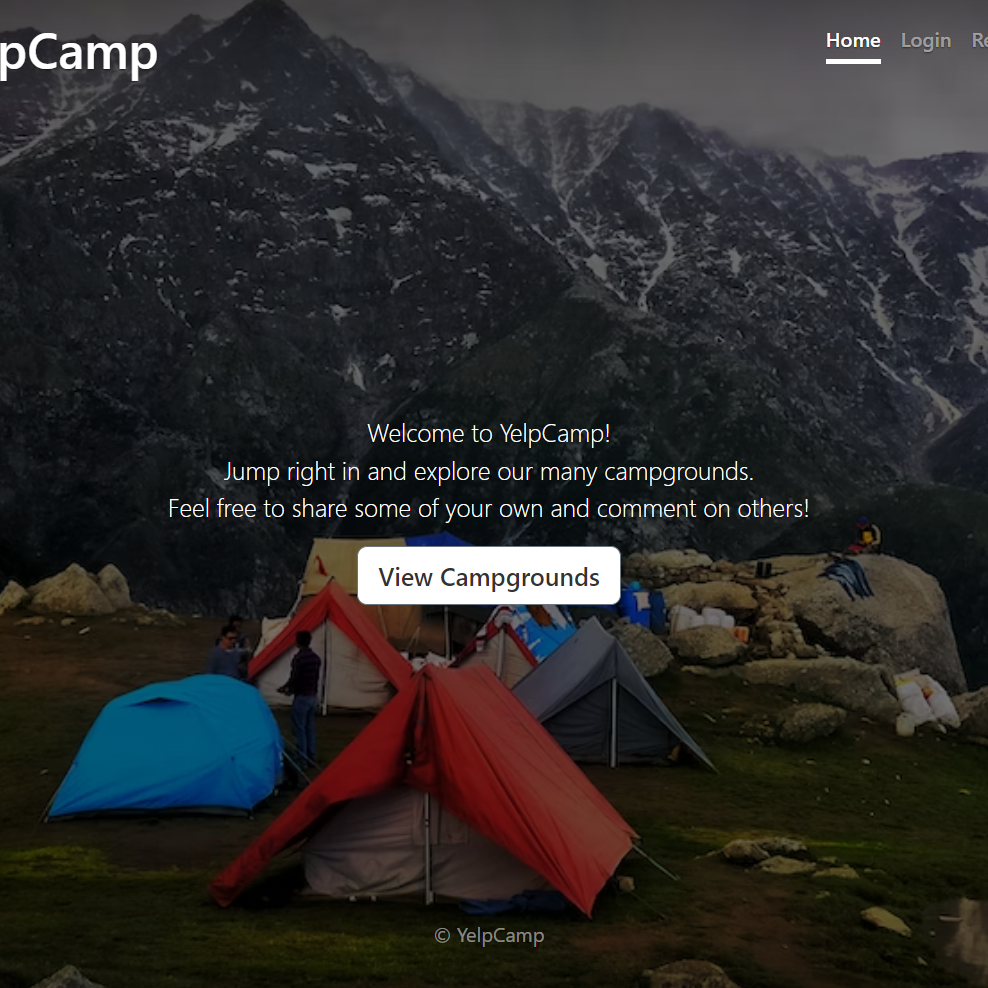 lpCamp
Home Login Re
Welcome to YelpCamp!
Jump right in and explore our many campgrounds.
Feel free to share some of your own and comment on others!
View Campgrounds
© YelpCamp